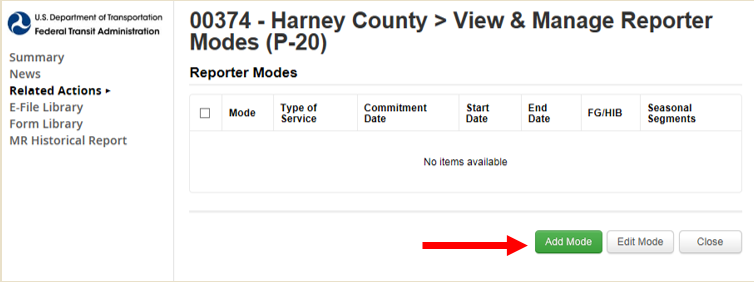 U.S. Department of Transportation
Federal Transit Administration
Summary
News
Related Actions ▸
E-File Library
Form Library
MR Historical Report
00374 - Harney County > View & Manage Reporter
Modes (P-20)
Reporter Modes
Mode
Type of
Service
Commitment
Date
Start
Date
End
Date
FG/HIB
Seasonal
Segments
No items available
Add Mode
Edit Mode
Close